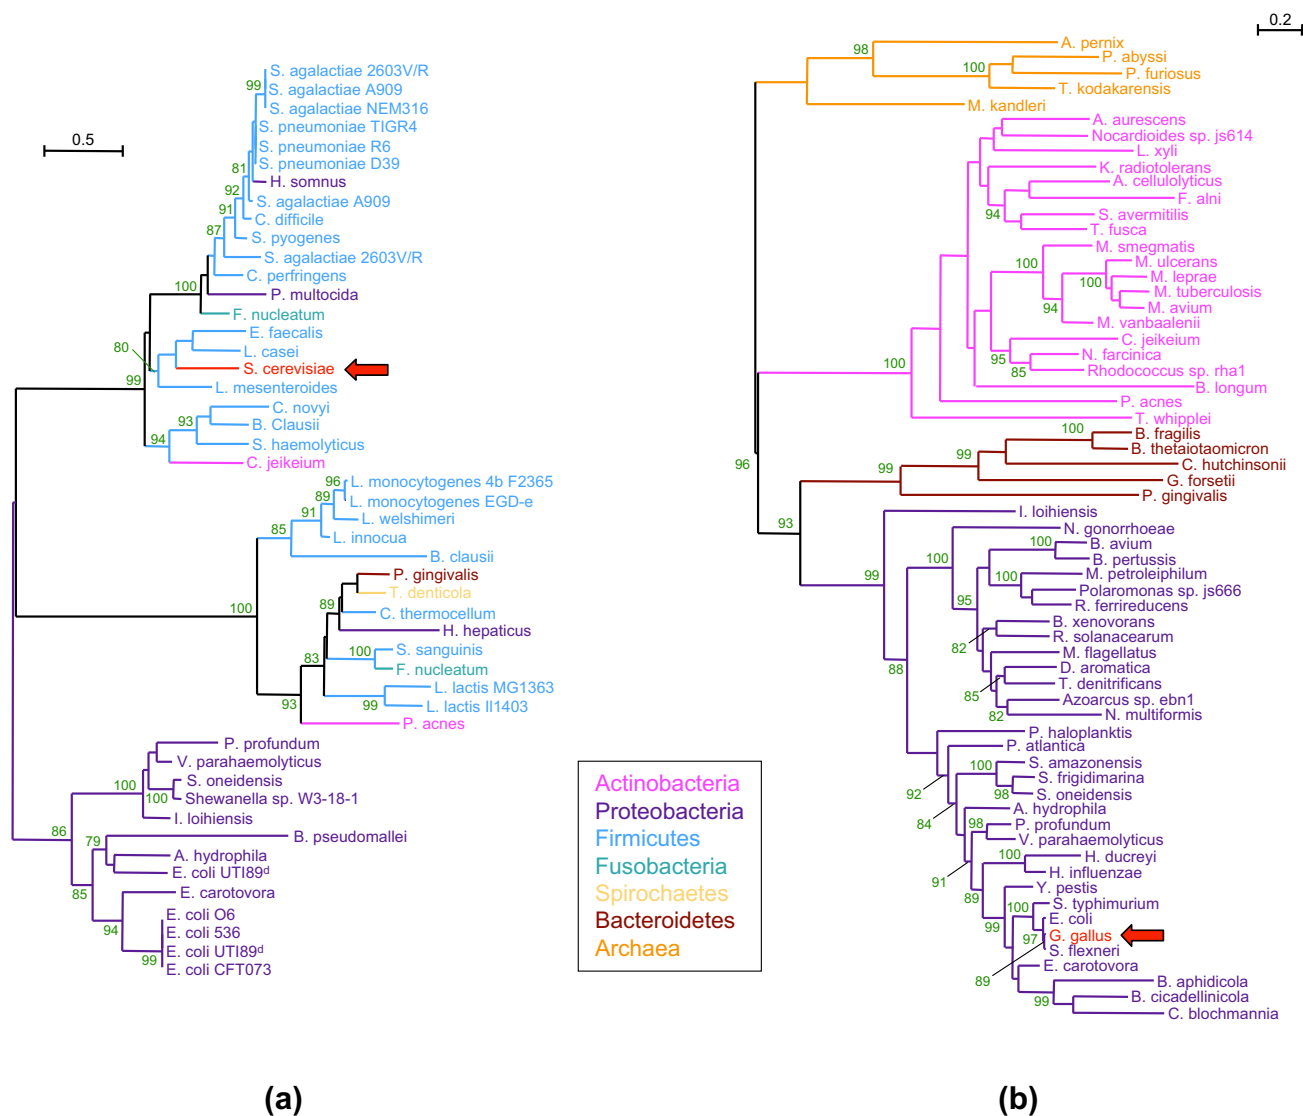 0.5
S. agalactiae 2603V/R
99
S. agalactiae A909
S. agalactiae NEM316
S. pneumoniae TIGR4
S. pneumoniae R6
S. pneumoniae D39
81
H. somnus
92
S. agalactiae A909
91
C. difficile
87
S. pyogenes
S. agalactiae 2603V/R
C. perfringens
100
P. multocida
F. nucleatum
E. faecalis
80
L. casei
S. cerevisiae
99
L. mesenteroides
C. novyi
93
B. Clausii
94
S. haemolyticus
C. jeikeium
96
L. monocytogenes 4b F2365
89
L. monocytogenes EGD-e
91
L. welshimeri
85
L. innocua
B. clausii
P. gingivalis
T. denticola
89
C. thermocellum
100
H. hepaticus
100
S. sanguinis
83
F. nucleatum
L. lactis MG1363
93
99
L. lactis Il1403
P. acnes
P. profundum
V. parahaemolyticus
100
S. oneidensis
100
Shewanella sp. W3-18-1
I. loihiensis
86
79
B. pseudomallei
A. hydrophila
E. coli UTI89d
85
E. carotovora
94
E. coli O6
E. coli 536
E. coli UTI89d
99
E. coli CFT073
(a)
Actinobacteria
Proteobacteria
Firmicutes
Fusobacteria
Spirochaetes
Bacteroidetes
Archaea
0.2
A. pernix
98
P. abyssi
100
P. furiosus
T. kodakarensis
M. kandleri
A. aurescens
Nocardioides sp. js614
L. xyli
K. radiotolerans
A. cellulolyticus
F. alni
94
S. avermitilis
T. fusca
M. smegmatis
100
M. ulcerans
100
M. leprae
M. tuberculosis
94
M. avium
M. vanbaalenii
C. jeikeium
95
N. farcinica
85
Rhodococcus sp. rha1
100
B. longum
P. acnes
T. whipplei
100
B. fragilis
B. thetaiotaomicron
96
99
C. hutchinsonii
99
G. forsetii
P. gingivalis
93
I. loihiensis
N. gonorrhoeae
100
B. avium
100
B. pertussis
99
100
M. petroleiphilum
Polaromonas sp. js666
95
R. ferrireducens
B. xenovorans
82
R. solanacearum
M. flagellatus
88
D. aromatica
85
T. denitrificans
Azoarcus sp. ebn1
82
N. multiformis
P. haloplanktis
P. atlantica
100
S. amazonensis
S. frigidimarina
92
98
S. oneidensis
A. hydrophila
84
98
P. profundum
V. parahaemolyticus
100
H. ducreyi
91
H. influenzae
89
Y. pestis
100
S. typhimurium
99
E. coli
97
G. gallus
S. flexneri
E. carotovora
89
B. aphidicola
99
B. cicadellinicola
C. blochmannia
(b)